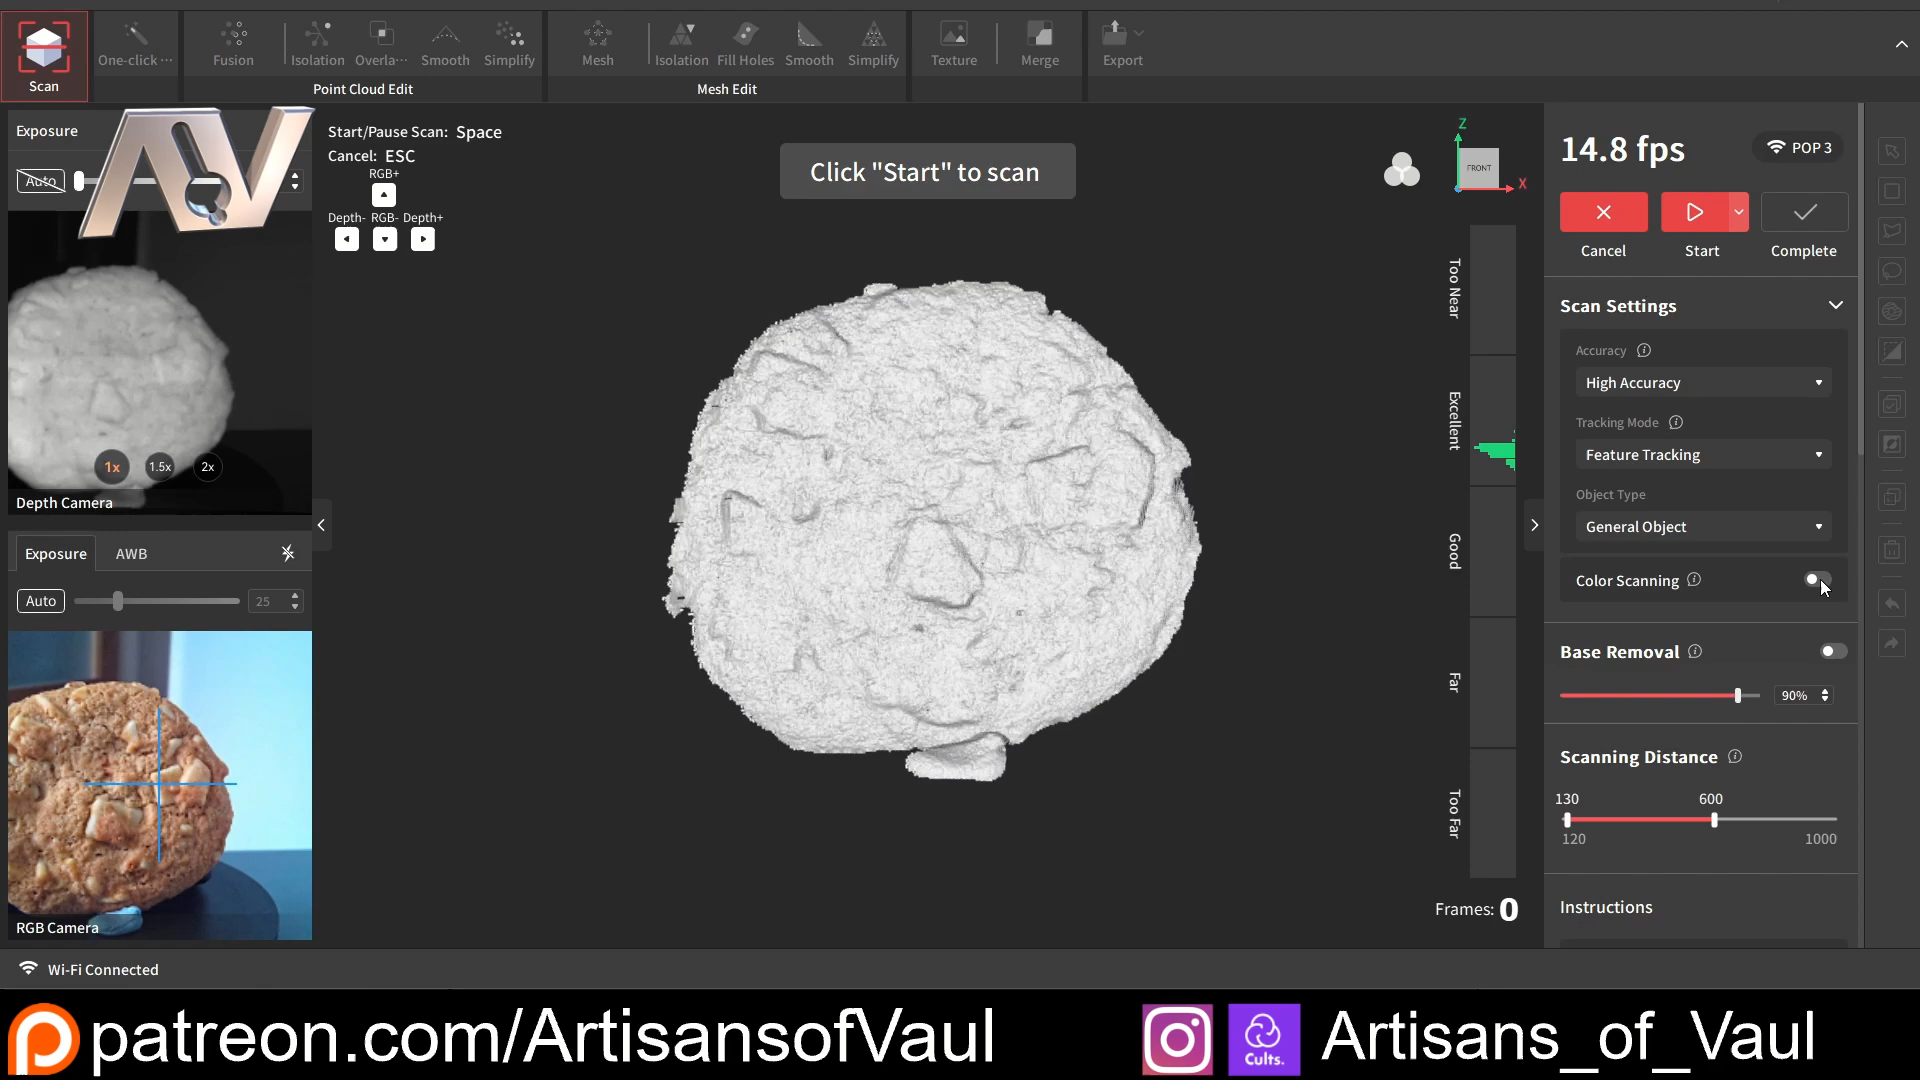 Scan
One-click ...
Fusion
Isolation
Overla...
Smooth
Simplify
Point Cloud Edit
Mesh
Isolation
Fill Holes
Smooth
Simplify
Mesh Edit
Texture
Merge
Export
Exposure
Auto
AV
1x
1.5x
2x
Depth Camera
Exposure
AWB
Auto
25
RGB Camera
Start/Pause Scan: Space
Cancel: ESC
RGB+
Depth- RGB- Depth+
Click "Start" to scan
Z
FRONT
X
Too Near
Excellent
Good
Far
Too Far
Frames: 0
14.8 fps
POP 3
Cancel
Start
Complete
Scan Settings
Accuracy
High Accuracy
Tracking Mode
Feature Tracking
Object Type
General Object
Color Scanning
Base Removal
90%
Scanning Distance
130
600
120
1000
Instructions
Wi-Fi Connected
patreon.com/ArtisansofVaul
Cults.
Artisans_of_Vaul